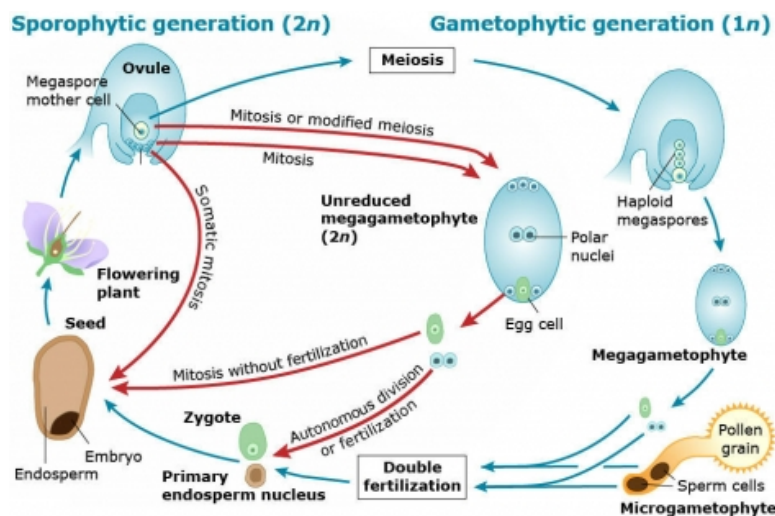 Sporophytic generation (2n)
Gametophytic generation (1n)
Ovule
Megaspore
mother cell
Meiosis
Mitosis or modified meiosis
Mitosis
Somatic mitosis
Unreduced
megagametophyte
(2n)
Polar
nuclei
Egg cell
Haploid
megaspores
Flowering
plant
Seed
Mitosis without fertilization
Megagametophyte
Autonomous division
or fertilization
Zygote
Embryo
Endosperm
Primary
endosperm nucleus
Double
fertilization
Pollen
grain
Sperm cells
Microgametophyte